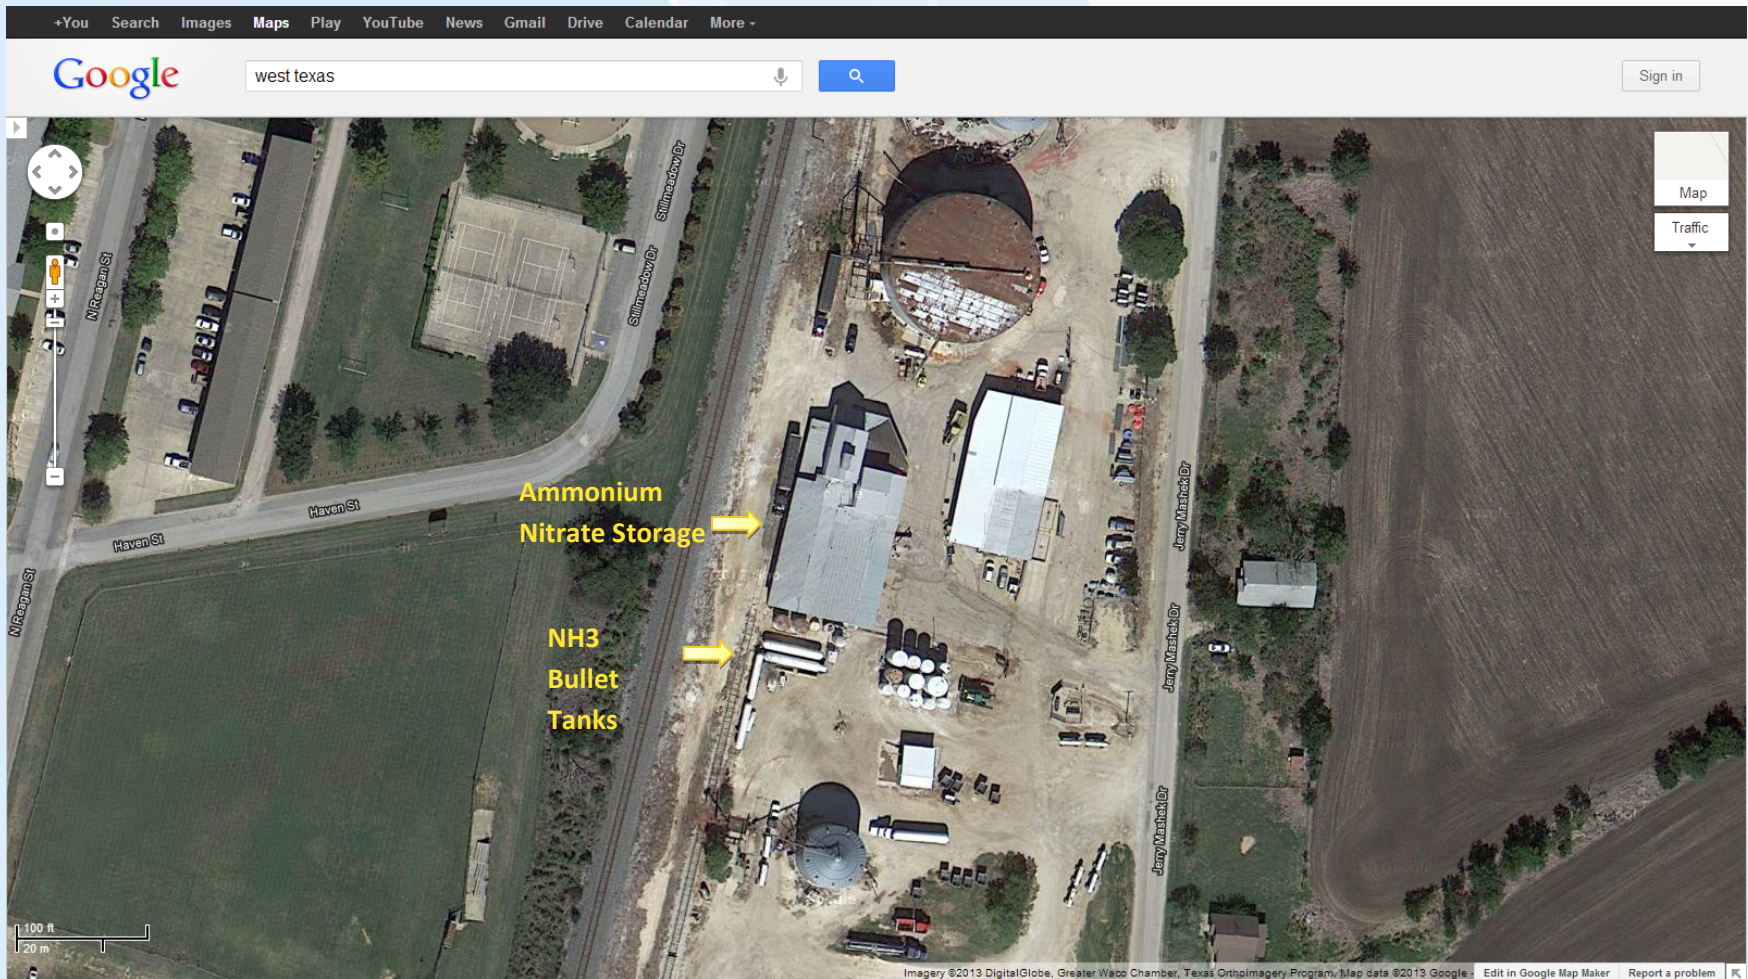 +You Search Images Maps Play YouTube News Gmail Drive Calendar More
Google
west texas
Sign in
Map
Traffic
Stillmeadow Dr
Stillmeadow Dr
N Reagan St
Ammonium
Nitrate Storage
Haven St
Haven St
Jerry Mashek Dr
N Reagan St
NH3
Bullet
Tanks
Jerry Mashek Dr
Jerry Mashek Dr
100 ft
20 m
Imagery ©2013 DigitalGlobe, Greater Waco Chamber, Texas Orthoimagery Program, Map data ©2013 Google - Edit in Google Map Maker Report a problem